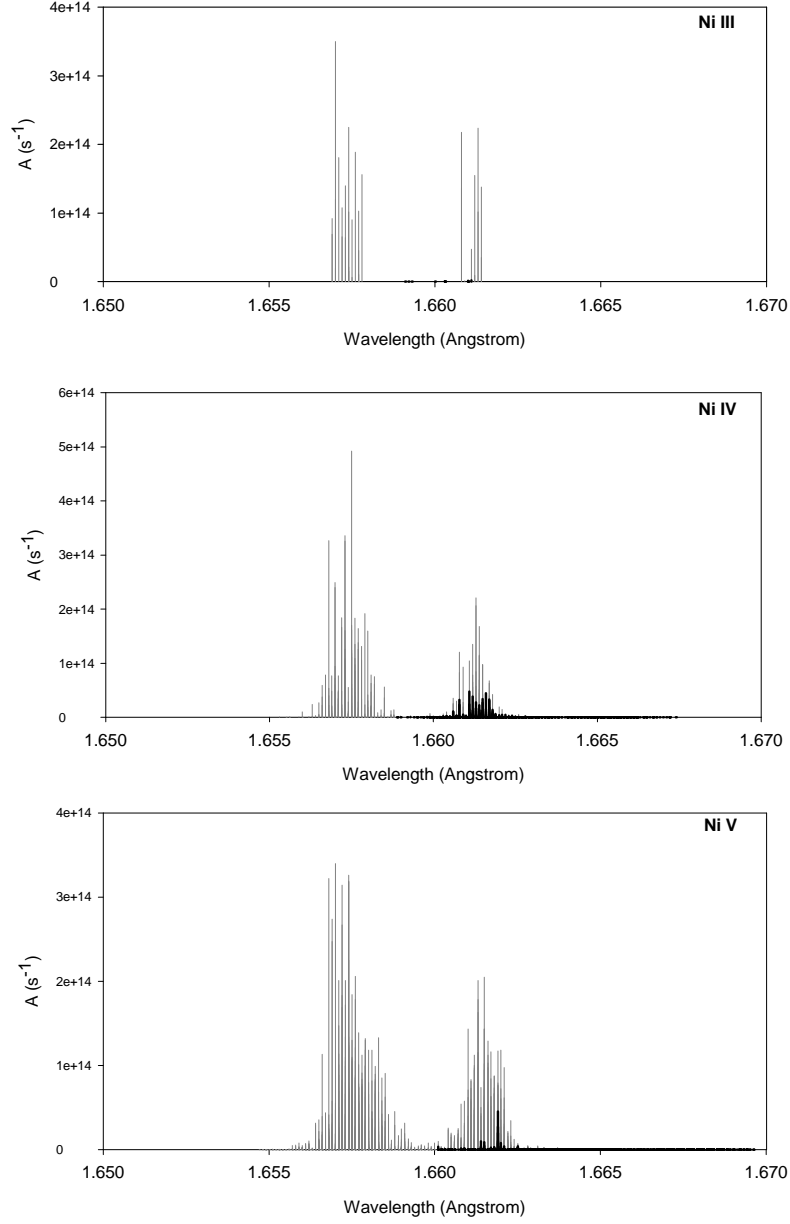 Ni III
4e+14
3e+14
2e+14
1e+14
0
A (s-1)
1.650 1.655 1.660 1.665 1.670
Wavelength (Angstrom)
Ni IV
6e+14
5e+14
4e+14
3e+14
2e+14
1e+14
0
A (s-1)
1.650 1.655 1.660 1.665 1.670
Wavelength (Angstrom)
Ni V
4e+14
3e+14
2e+14
1e+14
0
A (s-1)
1.650 1.655 1.660 1.665 1.670
Wavelength (Angstrom)